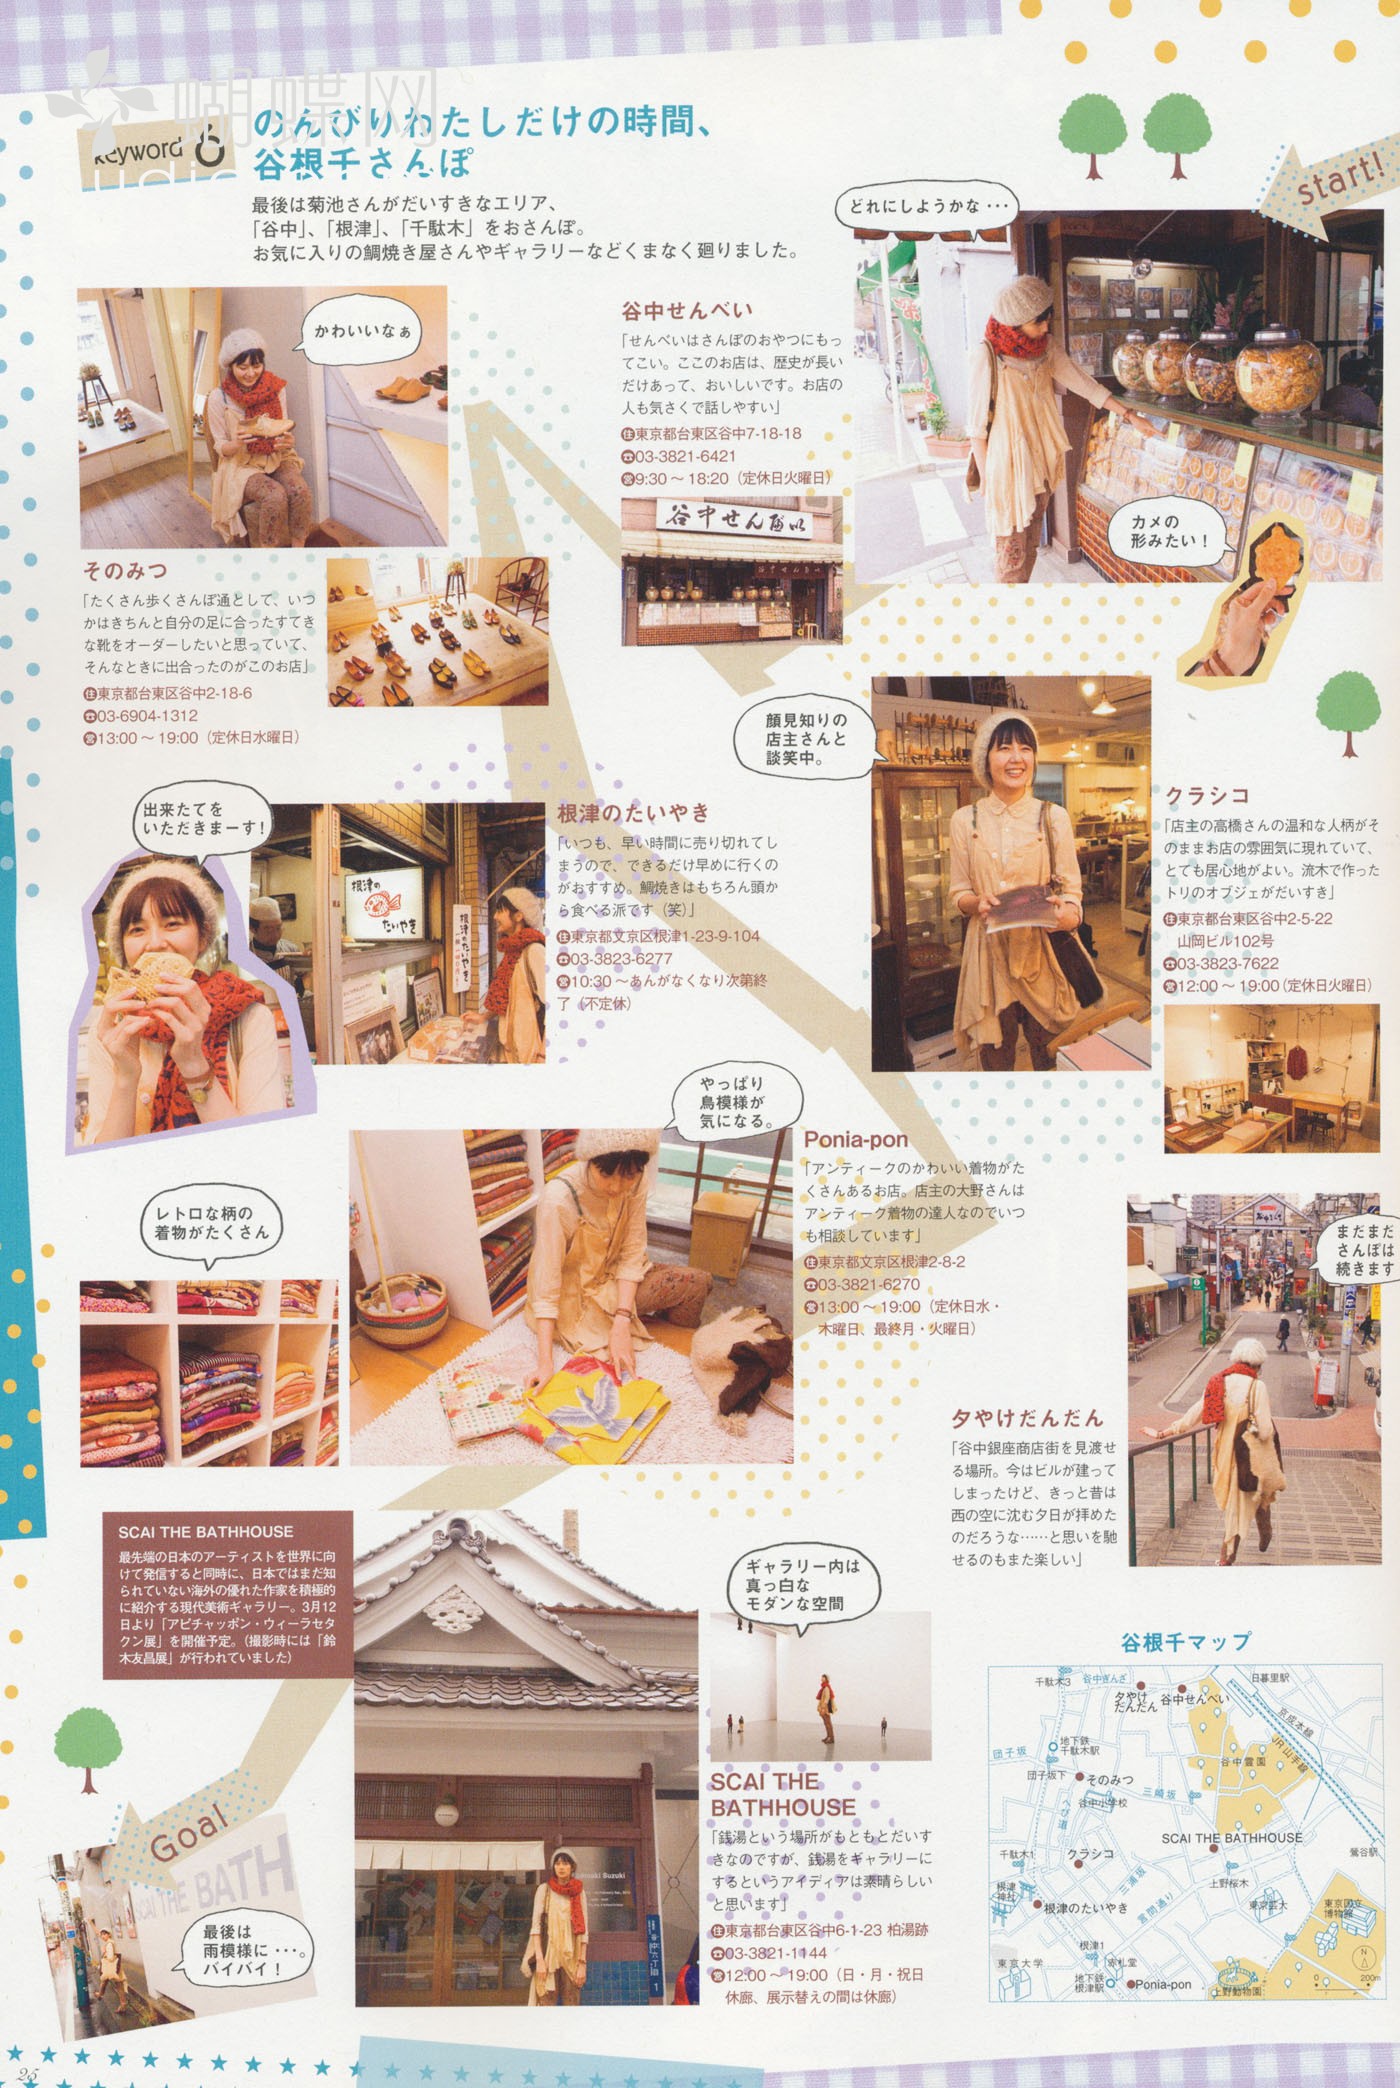 蝴蝶网
keyword 6
のんびりわたしだけの時間、
谷根千さんぽ
最後は菊池さんがだいすきなエリア、
「谷中」、「根津」、「千駄木」をおさんぽ。
お気に入りの鯛焼き屋さんやギャラリーなどくまなく廻りました。
start!
どれにしようかな・・・
カメの
形みたい！
谷中せんべい
「せんべいはさんぽのおやつにもっ
てこい。ここのお店は、歴史が長い
だけあって、おいしいです。お店の
人も気さくで話しやすい」
住東京都台東区谷中7-18-18
☎03-3821-6421
営9:30～18:20（定休日火曜日）
かわいいなぁ
そのみつ
「たくさん歩くさんぽ通として、いつ
かはきちんと自分の足に合ったすてき
な靴をオーダーしたいと思っていて、
そんなときに出合ったのがこのお店」
住東京都台東区谷中2-18-6
☎03-6904-1312
営13:00～19:00（定休日水曜日）
顔見知りの
店主さんと
談笑中。
クラシコ
「店主の高橋さんの温和な人柄がそ
のままお店の雰囲気に現れていて、
とても居心地がよい。流木で作った
トリのオブジェがだいすき」
住東京都台東区谷中2-5-22
山岡ビル102号
☎03-3823-7622
営12:00～19:00（定休日火曜日）
出来たてを
いただきまーす！
根津の
たいやき
根津のたいやき
根津のたいやき
「いつも、早い時間に売り切れてし
まうので、できるだけ早めに行くの
がおすすめ。鯛焼きはもちろん頭か
ら食べる派です（笑）」
住東京都文京区根津1-23-9-104
☎03-3823-6277
営10:30～あんがなくなり次第終
了（不定休）
やっぱり
鳥模様が
気になる。
レトロな柄の
着物がたくさん
Ponia-pon
「アンティークのかわいい着物がた
くさんあるお店。店主の大野さんは
アンティーク着物の達人なのでいつ
も相談しています」
住東京都文京区根津2-8-2
☎03-3821-6270
営13:00～19:00（定休日水・
木曜日、最終月・火曜日）
まだまだ
さんぽは
続きます
夕やけだんだん
「谷中銀座商店街を見渡せ
る場所。今はビルが建って
しまったけど、きっと昔は
西の空に沈む夕日が拝めた
のだろうな……と思いを馳
せるのもまた楽しい」
SCAI THE BATHHOUSE
最先端の日本のアーティストを世界に向
けて発信すると同時に、日本ではまだ知
られていない海外の優れた作家を積極的
に紹介する現代美術ギャラリー。3月12
日より「アピチャッポン・ウィーラセタ
クン展」を開催予定。（撮影時には「鈴
木友昌展」が行われていました）
ギャラリー内は
真っ白な
モダンな空間
SCAI THE
BATHHOUSE
「銭湯という場所がもともとだいす
きなのですが、銭湯をギャラリーに
するというアイディアは素晴らしい
と思います」
住東京都台東区谷中6-1-23 柏湯跡
☎03-3821-1144
営12:00～19:00（日・月・祝日
休廊、展示替えの間は休廊）
Goal
SCAI THE BATH
最後は
雨模様に・・・。
バイバイ！
谷根千マップ
千駄木3
谷中ぎんざ
夕やけ
だんだん
谷中せんべい
日暮里駅
京成本線
JR山手線
団子坂
地下鉄
千駄木駅
谷中霊園
団子坂下
そのみつ
三崎坂
谷中小学校
へび道
SCAI THE BATHHOUSE
千駄木1
クラシコ
鶯谷駅
三浦坂
上野桜木
根津
神社
根津のたいやき
言問通り
東京芸大
東京国立
博物館
根津1
東京大学
赤札堂
地下鉄
根津駅
Ponia-pon
上野動物園
N
0 200m
25